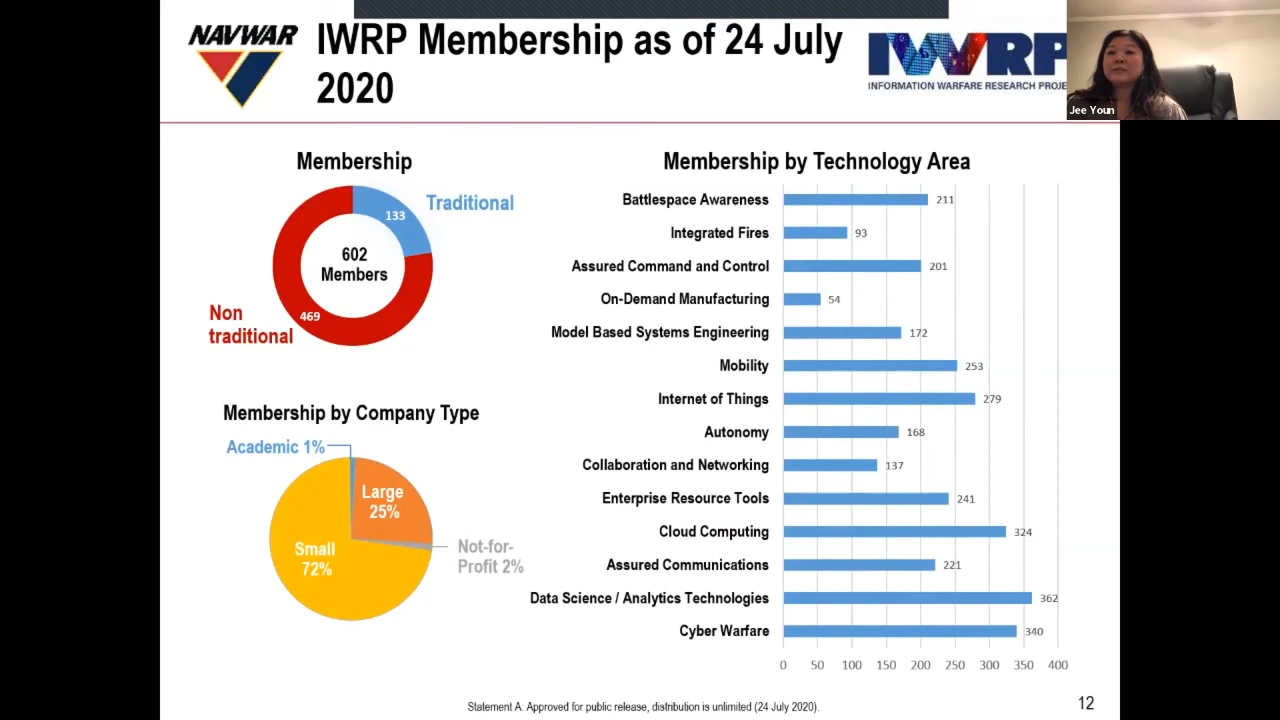 NAVWAR
IWRP Membership as of 24 July
2020
IWRP
INFORMATION WARFARE RESEARCH PROJE
Jee Youn
Membership
Traditional
133
602
Members
Non
traditional
469
Membership by Company Type
Academic 1%
Large
25%
Small
72%
Not-for-
Profit 2%
Membership by Technology Area
Battlespace Awareness 211
Integrated Fires 93
Assured Command and Control 201
On-Demand Manufacturing 54
Model Based Systems Engineering 172
Mobility 253
Internet of Things 279
Autonomy 168
Collaboration and Networking 137
Enterprise Resource Tools 241
Cloud Computing 324
Assured Communications 221
Data Science / Analytics Technologies 362
Cyber Warfare 340
0 50 100 150 200 250 300 350 400
Statement A: Approved for public release, distribution is unlimited (24 July 2020).
12